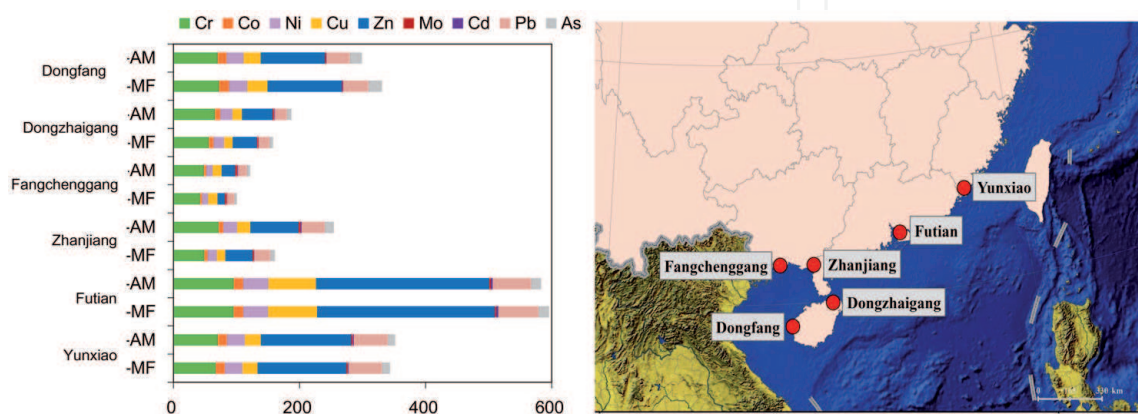 Cr Co Ni Cu Zn Mo Cd Pb As
Dongfang
-AM
-MF
Dongzhaigang
-AM
-MF
Fangchenggang
-AM
-MF
Zhanjiang
-AM
-MF
Futian
-AM
-MF
Yunxiao
-AM
-MF
0 200 400 600
Yunxiao
Futian
Fangchenggang
Zhanjiang
Dongzhaigang
Dongfang
0